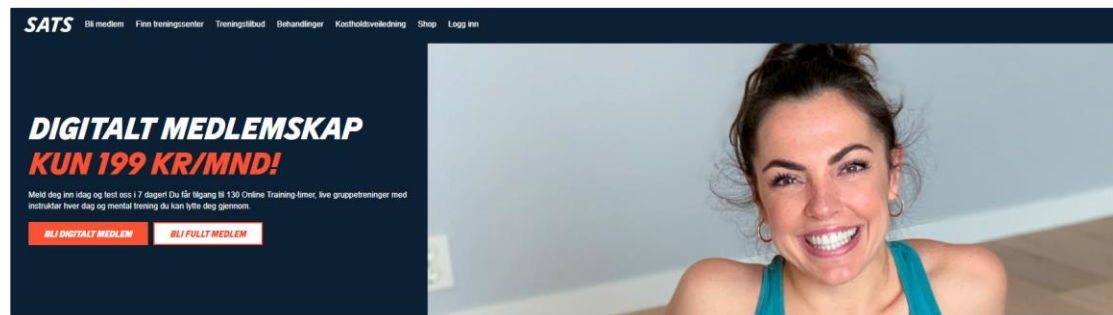 SATS Bli medlem Finn treningssenter Treningstilbud Behandlinger Kostholdsveiledning Shop Logg inn
DIGITALT MEDLEMSKAP
KUN 199 KR/MND!
Meld deg inn idag og test oss i 7 dager! Du får tilgang til 130 Online Training-timer, live gruppetreninger med
instruktør hver dag og mental trening du kan lytte deg gjennom.
BLI DIGITALT MEDLEM BLI FULLT MEDLEM